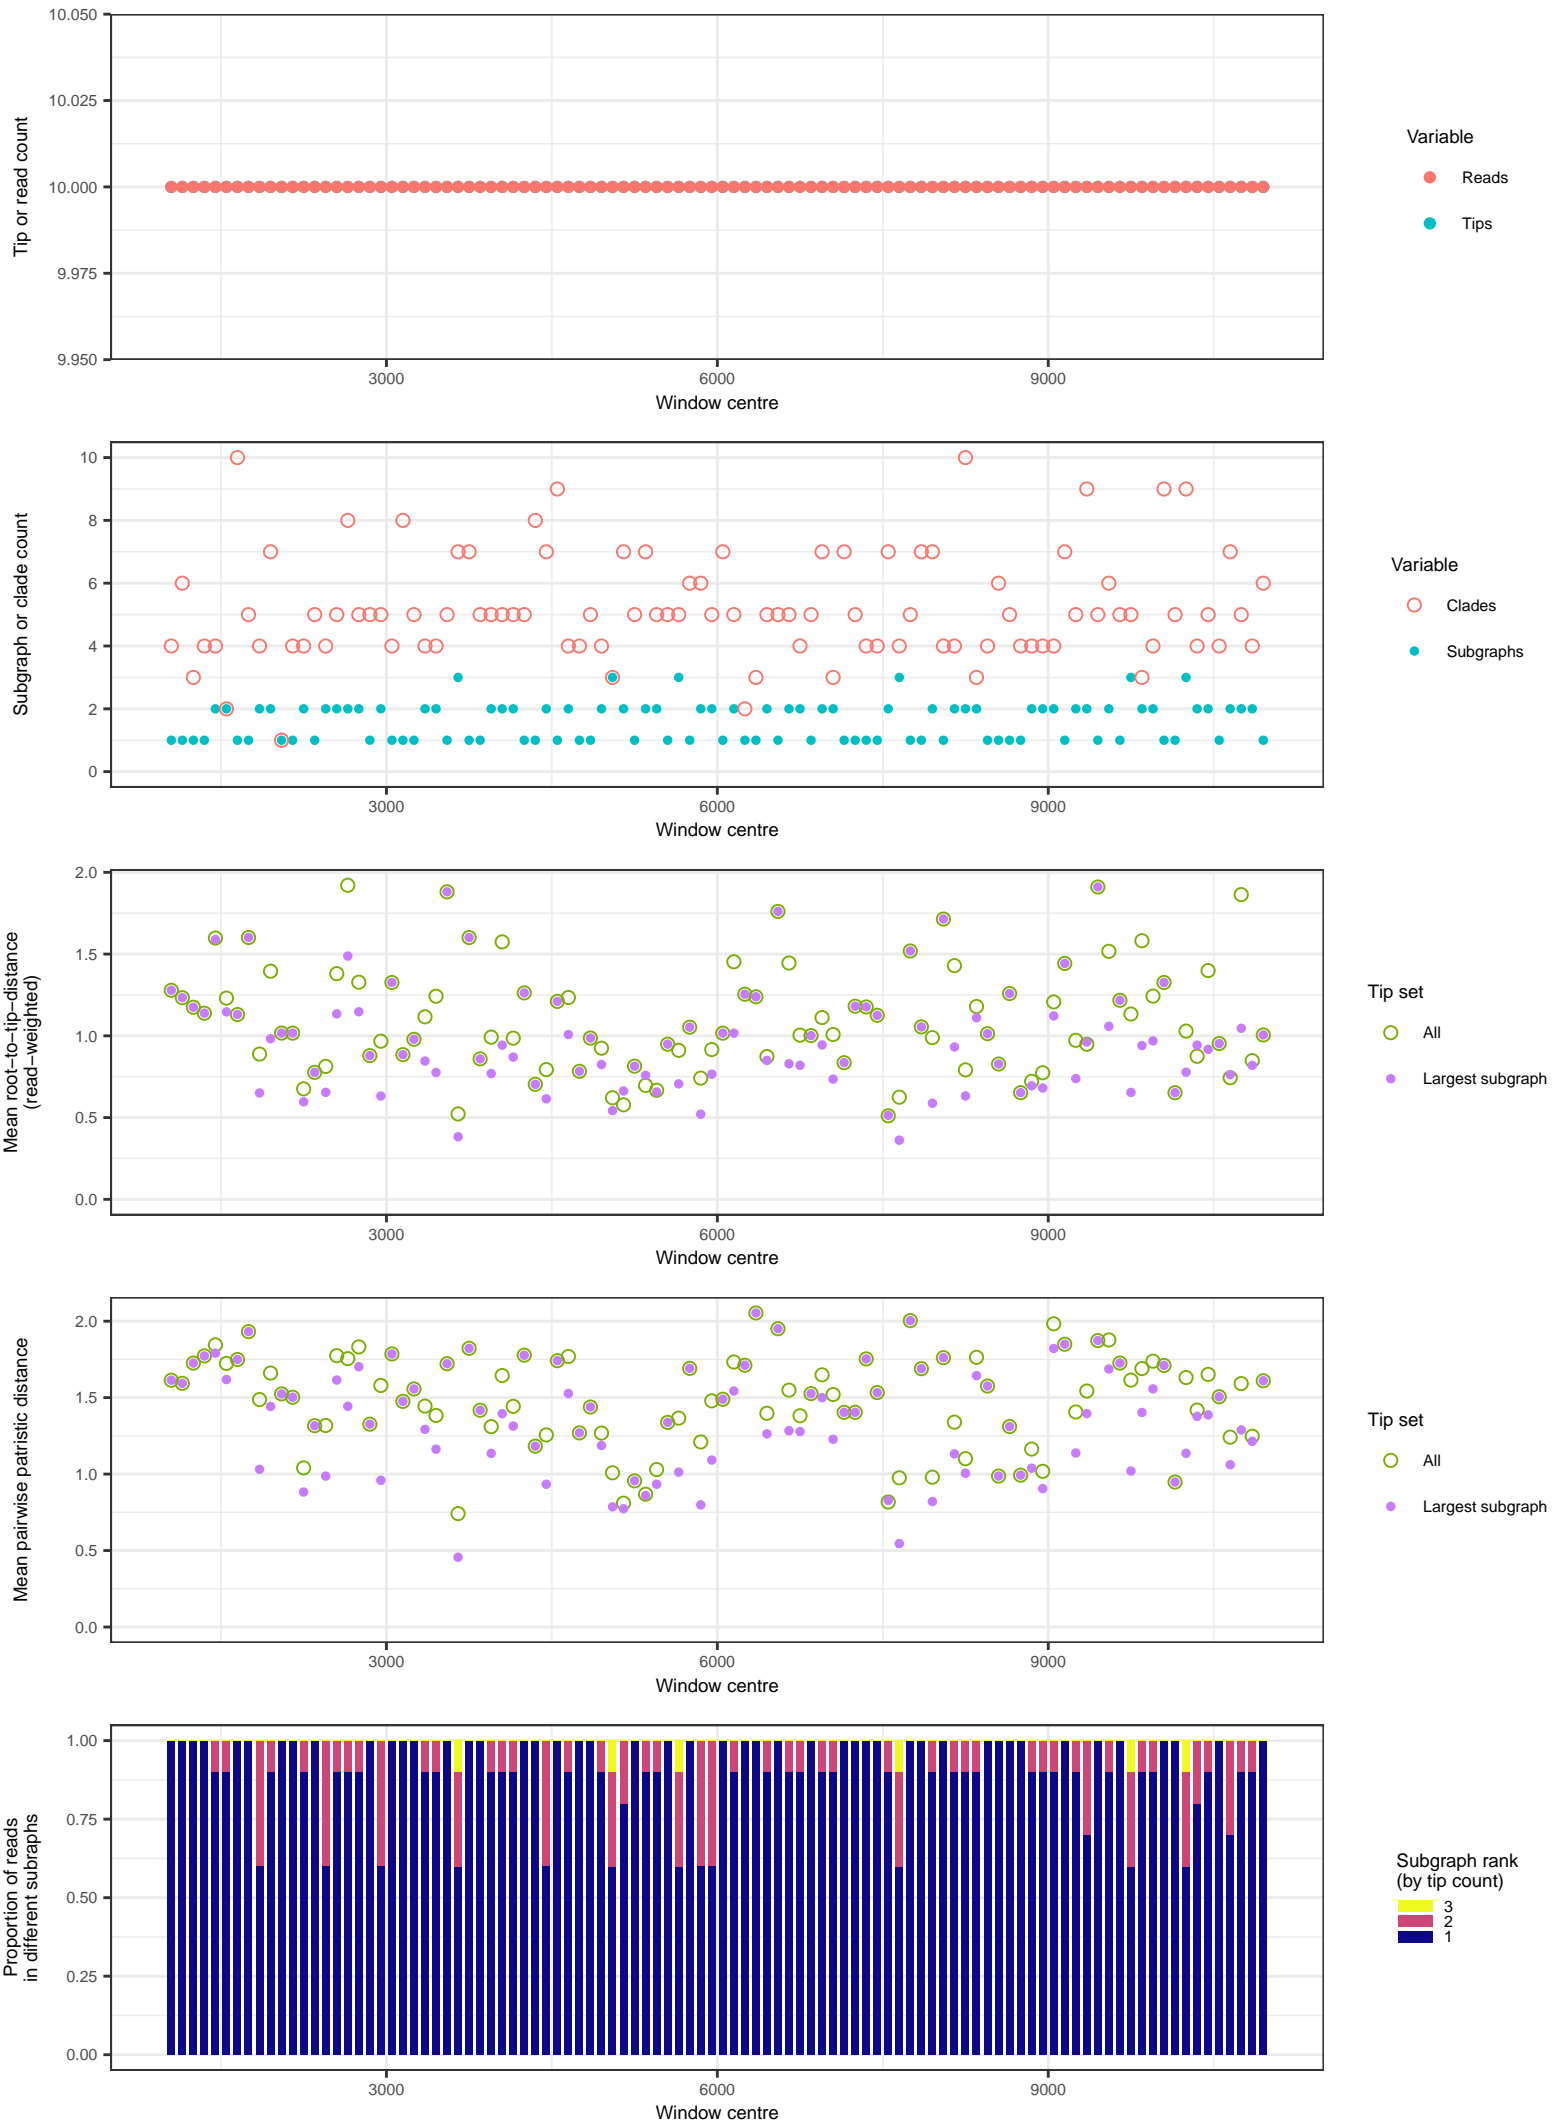 10.050
10.025
10.000
9.975
9.950
Tip or read count
3000 6000 9000
Window centre
Variable
Reads
Tips
10
8
6
4
2
0
Subgraph or clade count
3000 6000 9000
Window centre
Variable
Clades
Subgraphs
2.0
1.5
1.0
0.5
0.0
Mean root−to−tip−distance
(read−weighted)
3000 6000 9000
Window centre
Tip set
All
Largest subgraph
2.0
1.5
1.0
0.5
0.0
Mean pairwise patristic distance
3000 6000 9000
Window centre
Tip set
All
Largest subgraph
1.00
0.75
0.50
0.25
0.00
Proportion of reads
in different subraphs
3000 6000 9000
Window centre
Subgraph rank
(by tip count)
3
2
1